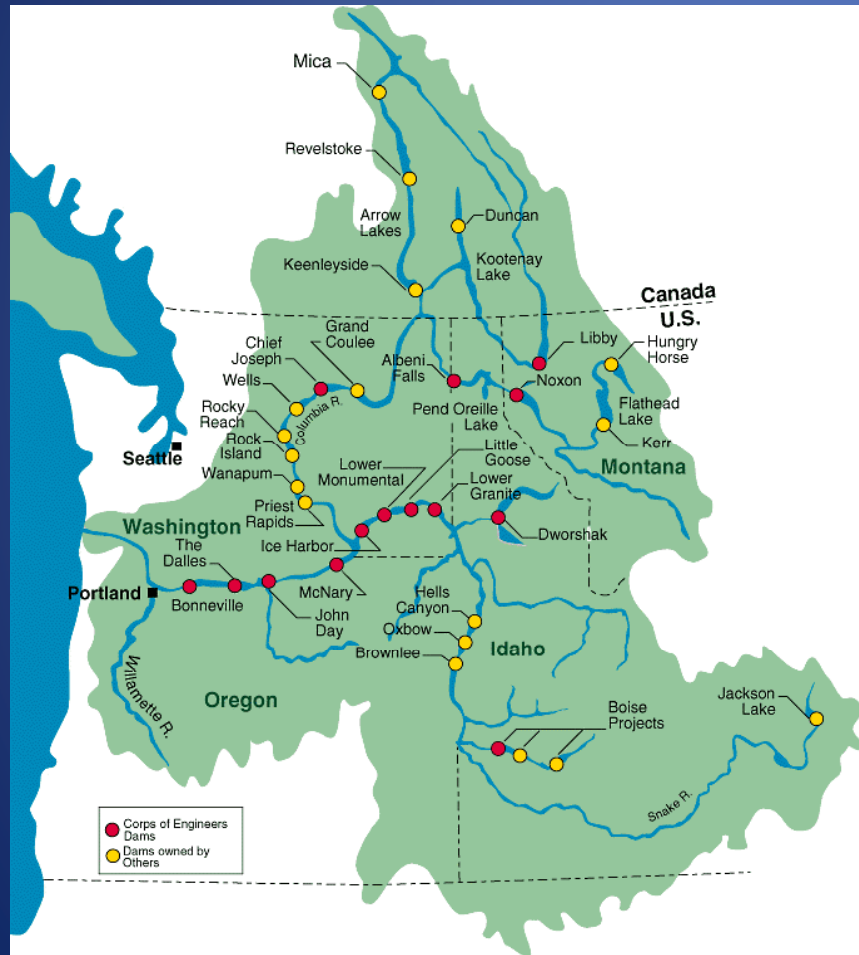 Mica
Revelstoke
Arrow
Lakes
Duncan
Kootenay
Lake
Keenleyside
Canada
U.S.
Grand
Coulee
Chief
Joseph
Libby
Hungry
Horse
Wells
Albeni
Falls
Noxon
Rocky
Reach
Columbia R.
Pend Oreille
Lake
Flathead
Lake
Rock
Island
Seattle
Kerr
Little
Goose
Lower
Monumental
Montana
Wanapum
Lower
Granite
Priest
Rapids
Washington
Ice Harbor
Dworshak
The
Dalles
Portland
Bonneville
McNary
John
Day
Hells
Canyon
Oxbow
Brownlee
Idaho
Willamette R.
Oregon
Boise
Projects
Jackson
Lake
Snake R.
Corps of Engineers
Dams
Dams owned by
Others